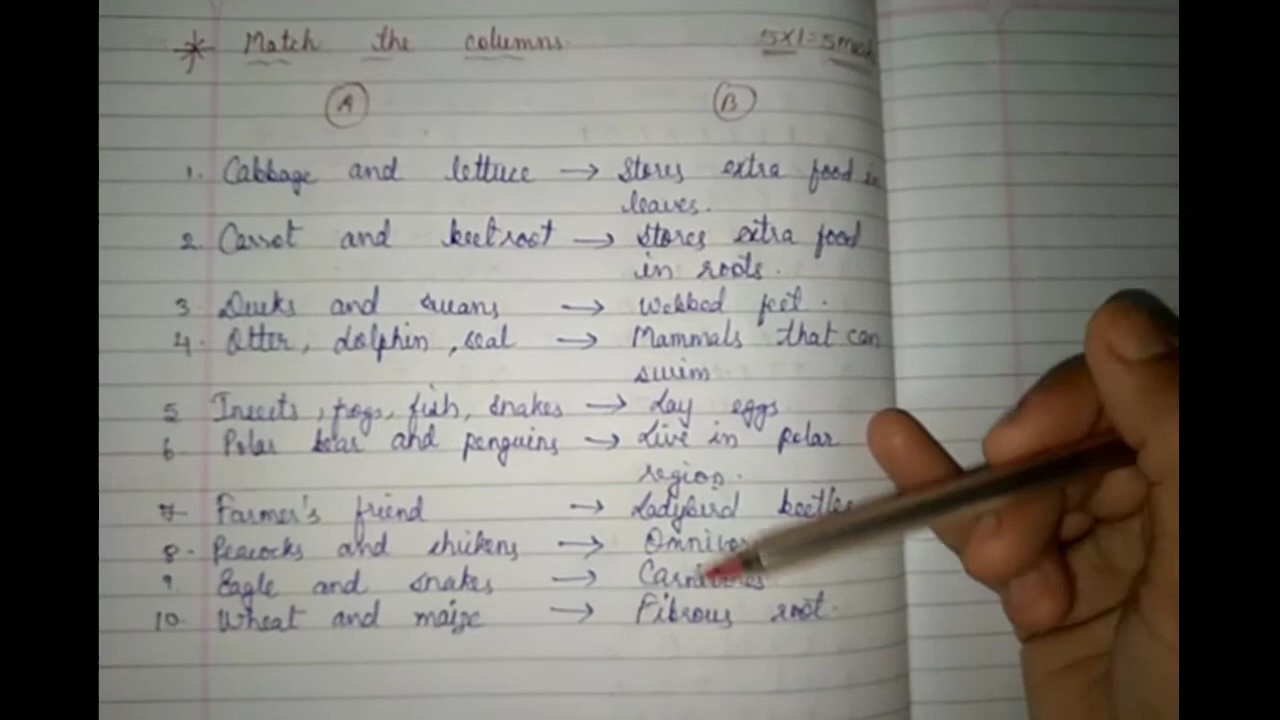 * Match the columns. 5x1=5
A B
1. Cabbage and lettuce → Stores extra food in
leaves.
2. Carrot and beetroot → Stores extra food
in roots.
3 Ducks and swans → Webbed feet.
4. Otter, dolphin, seal → Mammals that can
swim.
5 Insects, frogs, fish, snakes → Lay eggs
6 Polar bear and penguins → Live in polar
region.
7 Farmer's friend → Ladybird
8. Peacocks and chickens →
9 Eagle and snakes → Carnivores
10 Wheat and maize → Fibrous root.